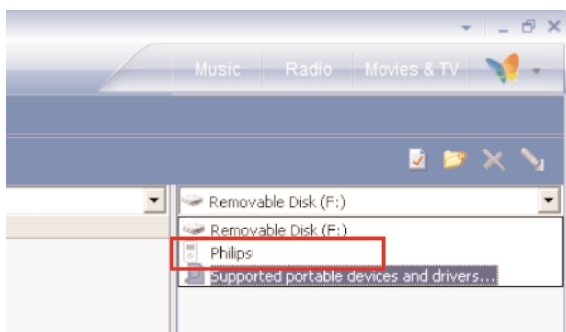 Music Radio Movies & TV
Removable Disk (F:)
Removable Disk (F:)
Philips
Supported portable devices and drivers...